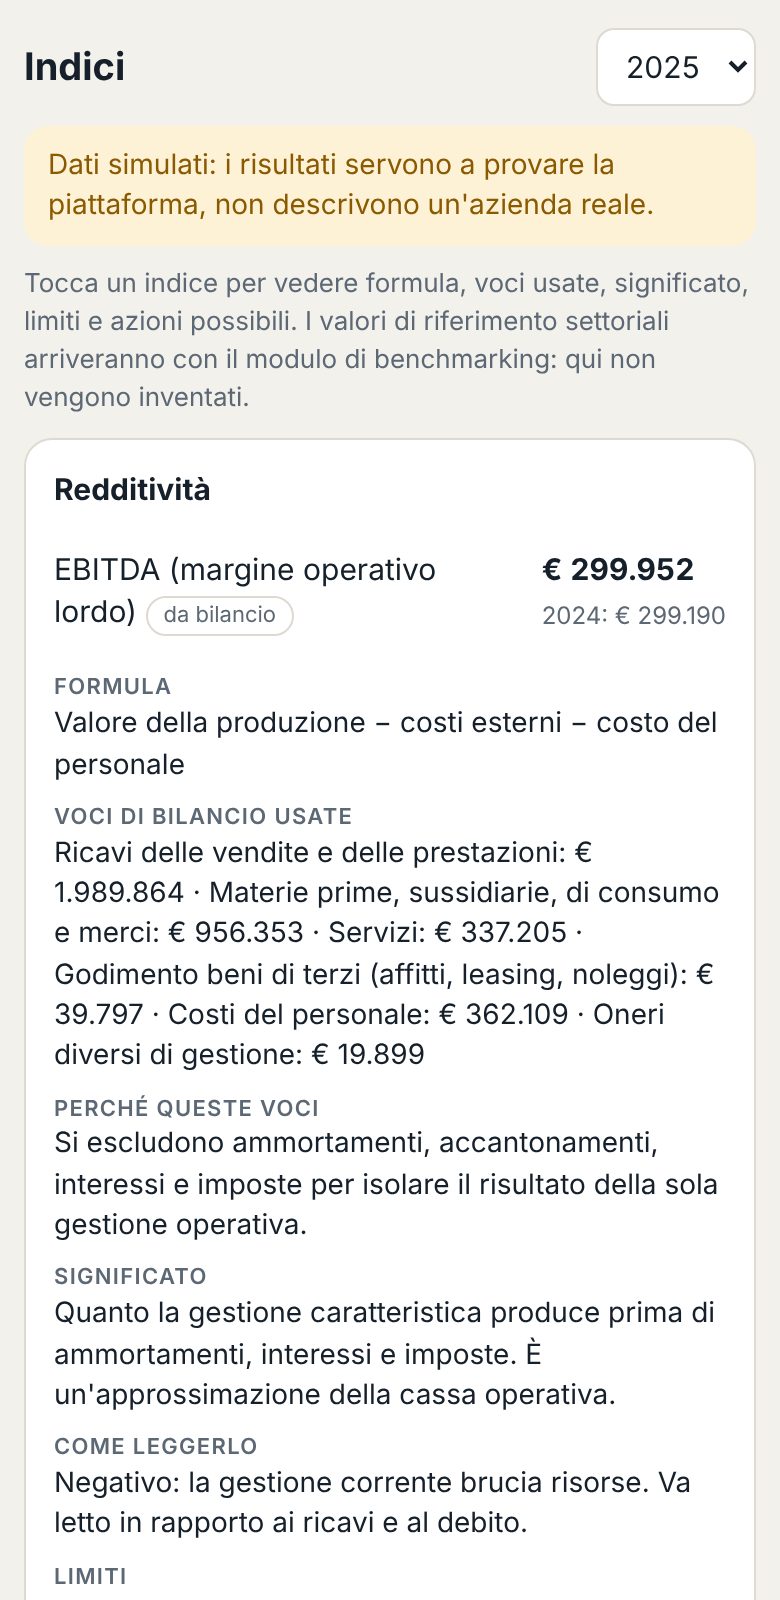 Indici
2025
Dati simulati: i risultati servono a provare la
piattaforma, non descrivono un'azienda reale.
Tocca un indice per vedere formula, voci usate, significato,
limiti e azioni possibili. I valori di riferimento settoriali
arriveranno con il modulo di benchmarking: qui non
vengono inventati.
Redditività
EBITDA (margine operativo
lordo) da bilancio
€ 299.952
2024: € 299.190
FORMULA
Valore della produzione − costi esterni − costo del
personale
VOCI DI BILANCIO USATE
Ricavi delle vendite e delle prestazioni: €
1.989.864 · Materie prime, sussidiarie, di consumo
e merci: € 956.353 · Servizi: € 337.205 ·
Godimento beni di terzi (affitti, leasing, noleggi): €
39.797 · Costi del personale: € 362.109 · Oneri
diversi di gestione: € 19.899
PERCHÉ QUESTE VOCI
Si escludono ammortamenti, accantonamenti,
interessi e imposte per isolare il risultato della sola
gestione operativa.
SIGNIFICATO
Quanto la gestione caratteristica produce prima di
ammortamenti, interessi e imposte. È
un'approssimazione della cassa operativa.
COME LEGGERLO
Negativo: la gestione corrente brucia risorse. Va
letto in rapporto ai ricavi e al debito.
LIMITI